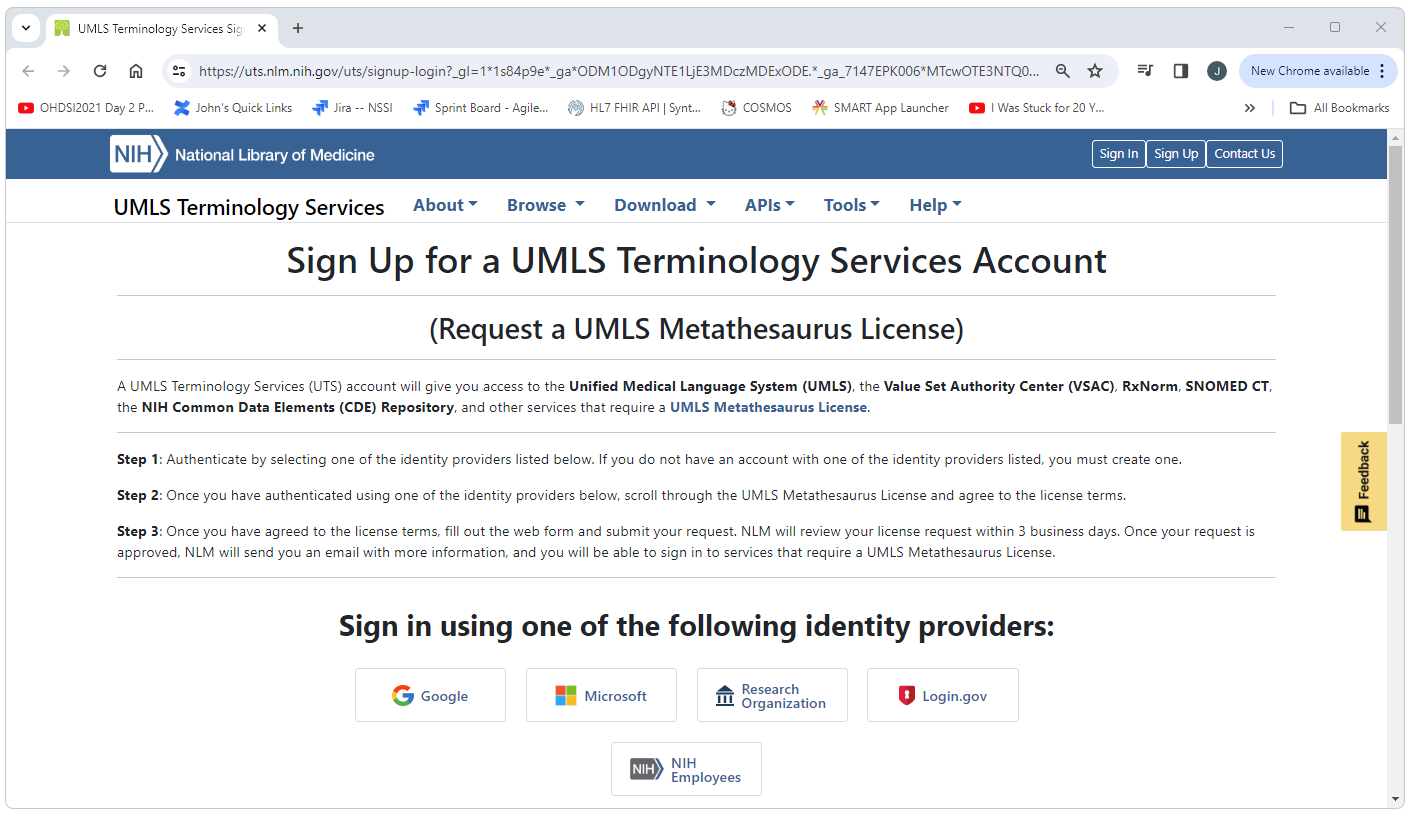 UMLS Terminology Services Sig
https://uts.nlm.nih.gov/uts/signup-login?_gl=1*1s84p9e*_ga*ODM1ODgyNTE1LjE3MDczMDExODE.*_ga_7147EPK006*MTcwOTE3NTQ0...
J
New Chrome available
OHDSI2021 Day 2 P...
John's Quick Links
Jira -- NSSI
Sprint Board - Agile...
HL7 FHIR API | Synt...
COSMOS
SMART App Launcher
I Was Stuck for 20 Y...
All Bookmarks
NIH National Library of Medicine
Sign In
Sign Up
Contact Us
UMLS Terminology Services
About
Browse
Download
APIs
Tools
Help
Sign Up for a UMLS Terminology Services Account
(Request a UMLS Metathesaurus License)
A UMLS Terminology Services (UTS) account will give you access to the Unified Medical Language System (UMLS), the Value Set Authority Center (VSAC), RxNorm, SNOMED CT,
the NIH Common Data Elements (CDE) Repository, and other services that require a UMLS Metathesaurus License.
Step 1: Authenticate by selecting one of the identity providers listed below. If you do not have an account with one of the identity providers listed, you must create one.
Step 2: Once you have authenticated using one of the identity providers below, scroll through the UMLS Metathesaurus License and agree to the license terms.
Step 3: Once you have agreed to the license terms, fill out the web form and submit your request. NLM will review your license request within 3 business days. Once your request is
approved, NLM will send you an email with more information, and you will be able to sign in to services that require a UMLS Metathesaurus License.
Feedback
Sign in using one of the following identity providers:
Google
Microsoft
Research
Organization
Login.gov
NIH
NIH
Employees